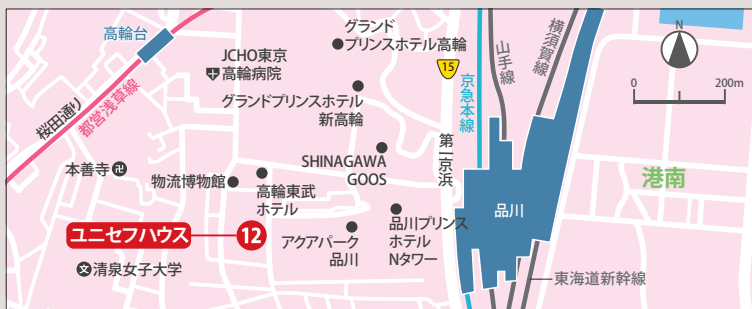 高輪台
桜田通り
都営浅草線
JCHO東京
高輪病院
グランド
プリンスホテル高輪
グランドプリンスホテル
新高輪
15
京急本線
山手線
横須賀線
N
0
200m
本善寺
卍
物流博物館
高輪東武
ホテル
SHINAGAWA
GOOS
第一京浜
品川
港南
ユニセフハウス
12
アクアパーク
品川
品川プリンス
ホテル
Nタワー
文
清泉女子大学
東海道新幹線